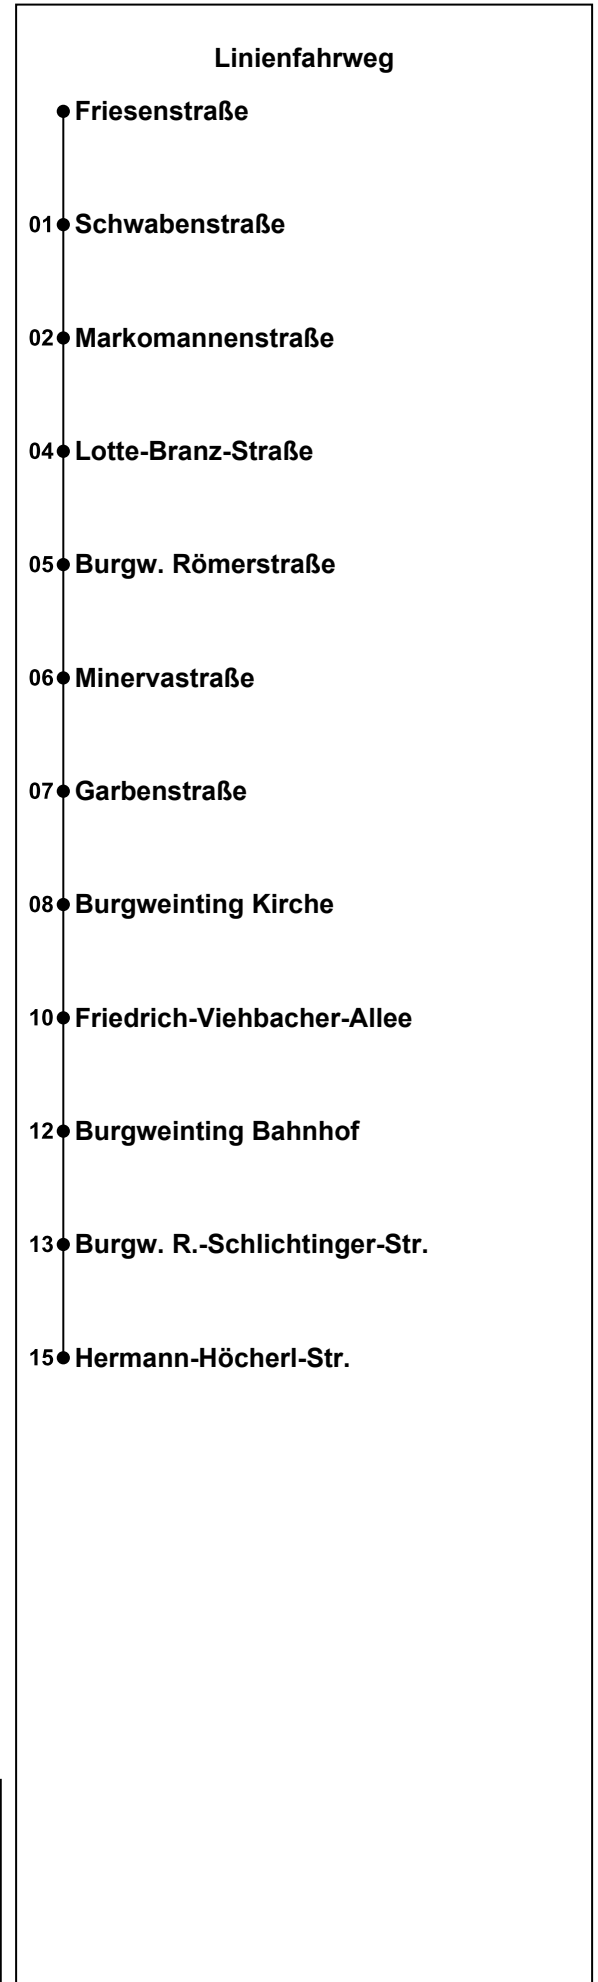 Linienfahrweg
Friesenstraße
01 Schwabenstraße
02 Markomannenstraße
04 Lotte-Branz-Straße
05 Burgw. Römerstraße
06 Minervastraße
07 Garbenstraße
08 Burgweinting Kirche
10 Friedrich-Viehbacher-Allee
12 Burgweinting Bahnhof
13 Burgw. R.-Schlichtinger-Str.
15 Hermann-Höcherl-Str.